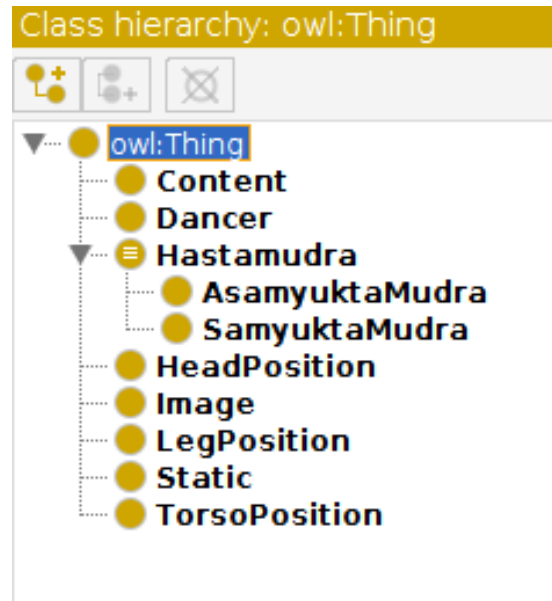 Class hierarchy: owl:Thing
owl:Thing
Content
Dancer
Hastamudra
AsamyuktaMudra
SamyuktaMudra
HeadPosition
Image
LegPosition
Static
TorsoPosition